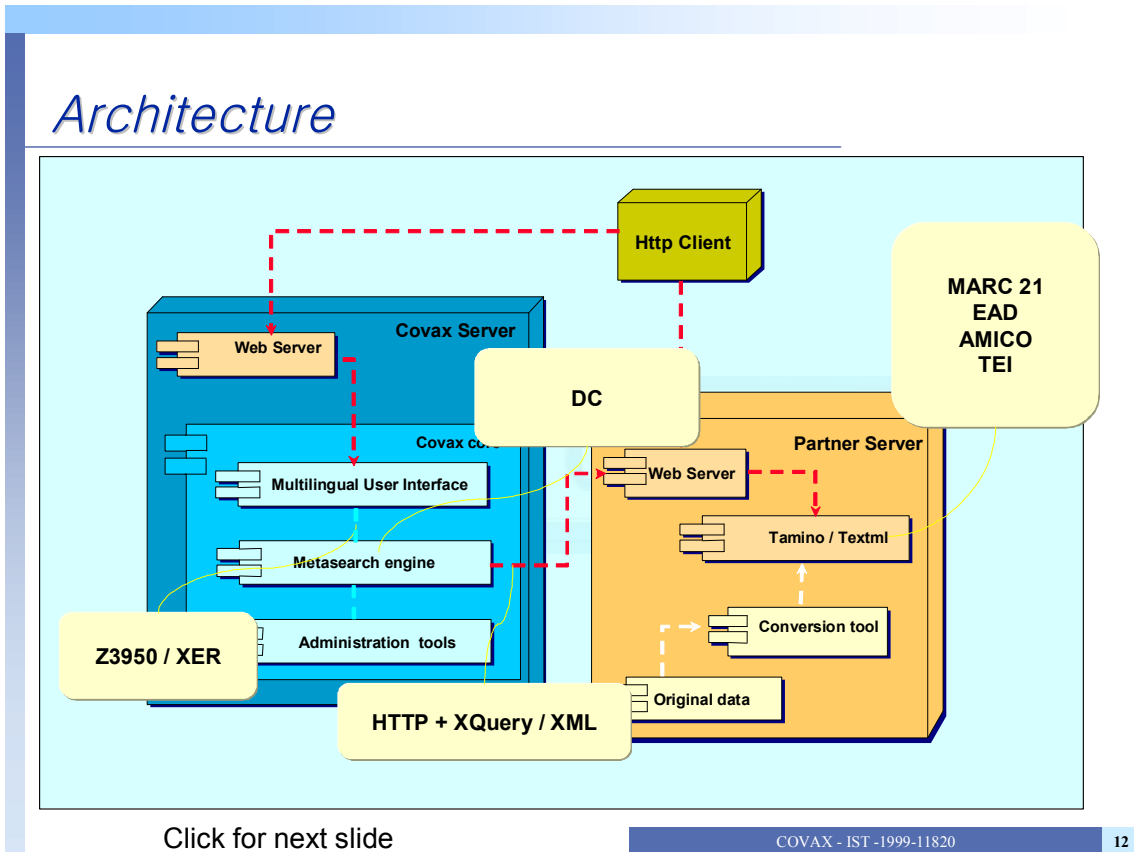 Architecture
Http Client
MARC 21
EAD
AMICO
TEI
Covax Server
Web Server
DC
Covax
Partner Server
Multilingual User Interface
Web Server
Tamino / Textml
Metasearch engine
Conversion tool
Administration tools
Z3950 / XER
Original data
HTTP + XQuery / XML
Click for next slide
COVAX - IST -1999-11820
12